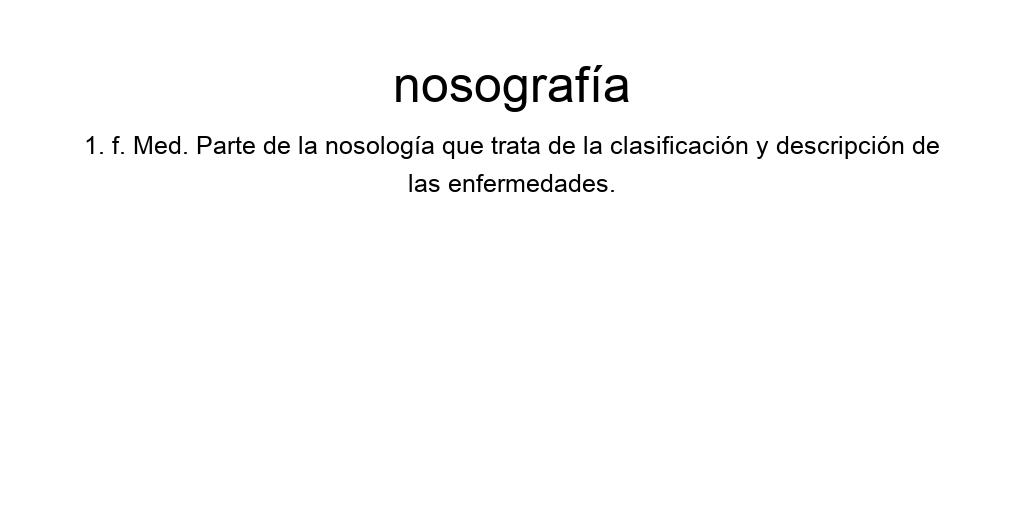 nosografía
1. f. Med. Parte de la nosología que trata de la clasificación y descripción de
las enfermedades.